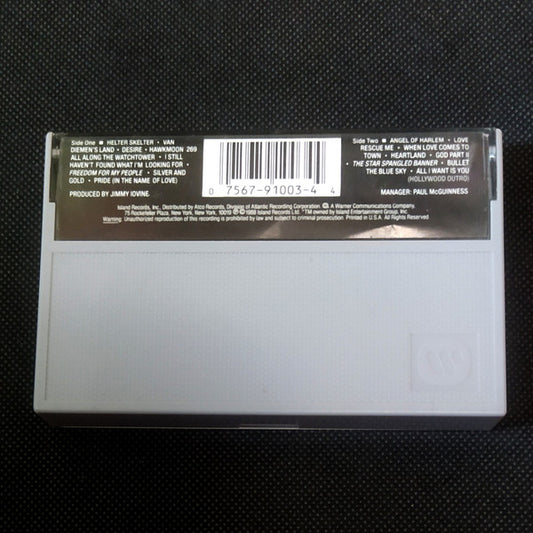 Side One ■ HELTER SKELTER • VAN
DIEMEN'S LAND • DESIRE • HAWKMOON 269
ALL ALONG THE WATCHTOWER • I STILL
HAVEN'T FOUND WHAT I'M LOOKING FOR •
FREEDOM FOR MY PEOPLE • SILVER AND
GOLD • PRIDE (IN THE NAME OF LOVE)
PRODUCED BY JIMMY IOVINE.
0 7567-91003-4 4
Side Two ■ ANGEL OF HARLEM • LOVE
RESCUE ME • WHEN LOVE COMES TO
TOWN • HEARTLAND • GOD PART II
• THE STAR SPANGLED BANNER • BULLET
THE BLUE SKY • ALL I WANT IS YOU
(HOLLYWOOD OUTRO)
MANAGER: PAUL McGUINNESS
Island Records, Inc. Distributed by Atco Records, Division of Atlantic Recording Corporation. A Warner Communications Company.
75 Rockefeller Plaza, New York, New York, 10019 ℗©1988 Island Records Ltd. ™ owned by Island Entertainment Group, Inc.
Warning: Unauthorized reproduction of this recording is prohibited by law and subject to criminal prosecution. Printed in U.S.A. All Rights Reserved